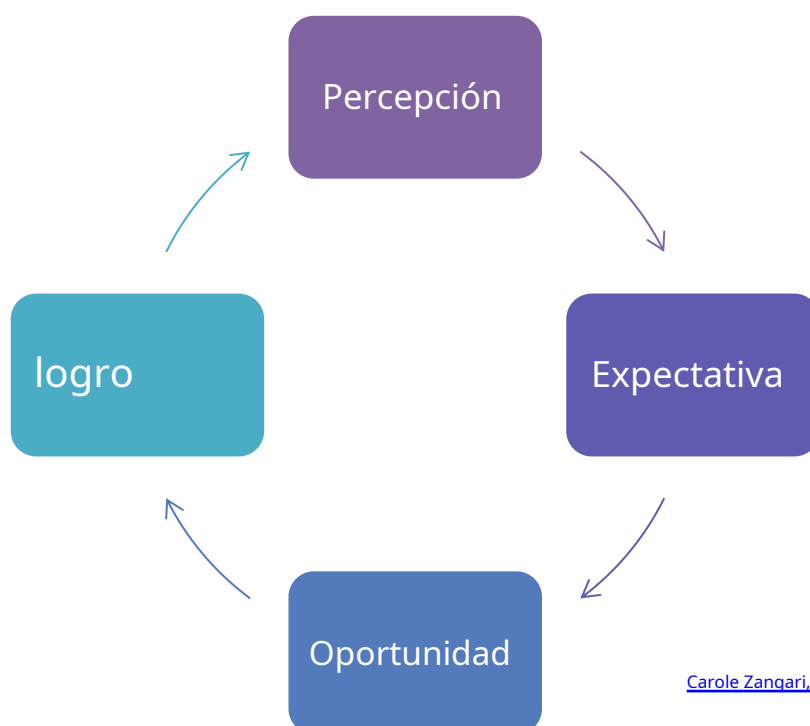 Percepción
Expectativa
logro
Oportunidad
Carole Zangari,